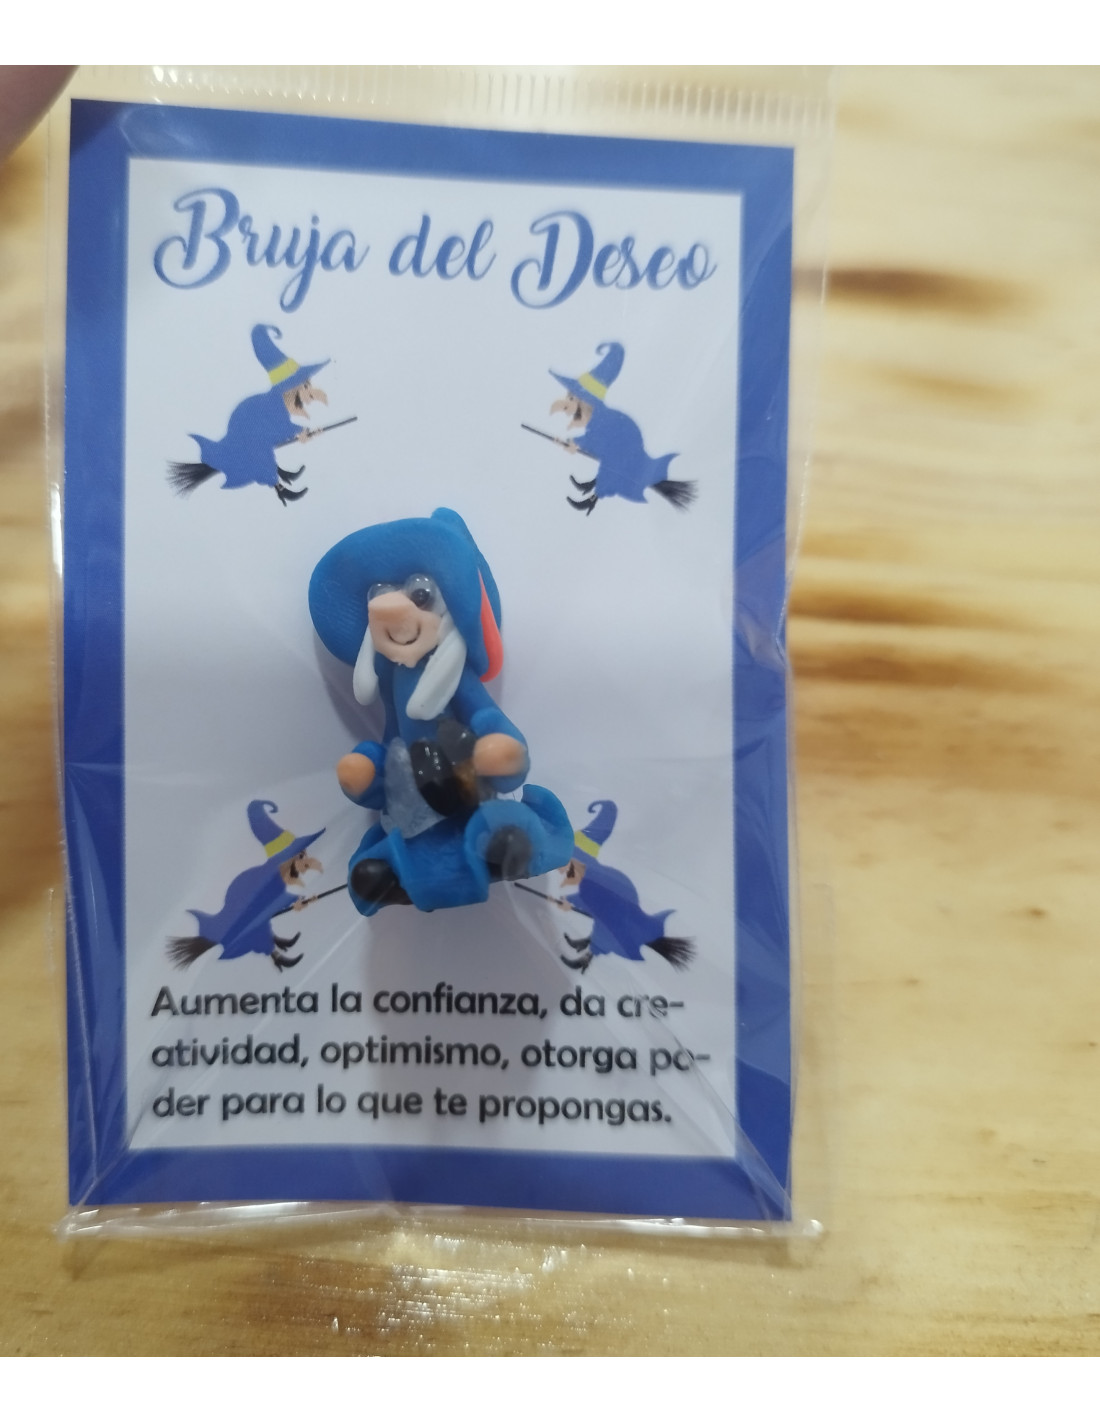 Bruja del Deseo
Aumenta la confianza, da cre-
atividad, optimismo, otorga po-
der para lo que te propongas.